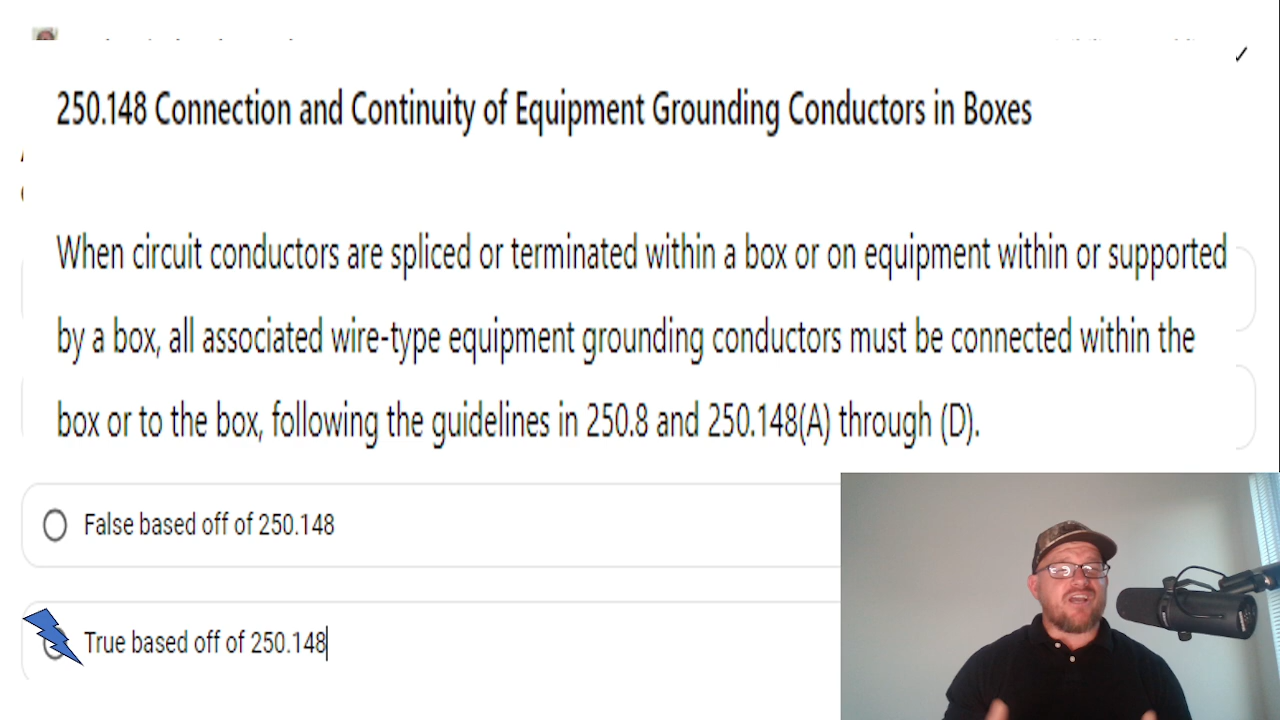 250.148 Connection and Continuity of Equipment Grounding Conductors in Boxes
When circuit conductors are spliced or terminated within a box or on equipment within or supported
by a box, all associated wire-type equipment grounding conductors must be connected within the
box or to the box, following the guidelines in 250.8 and 250.148(A) through (D).
False based off of 250.148
True based off of 250.148